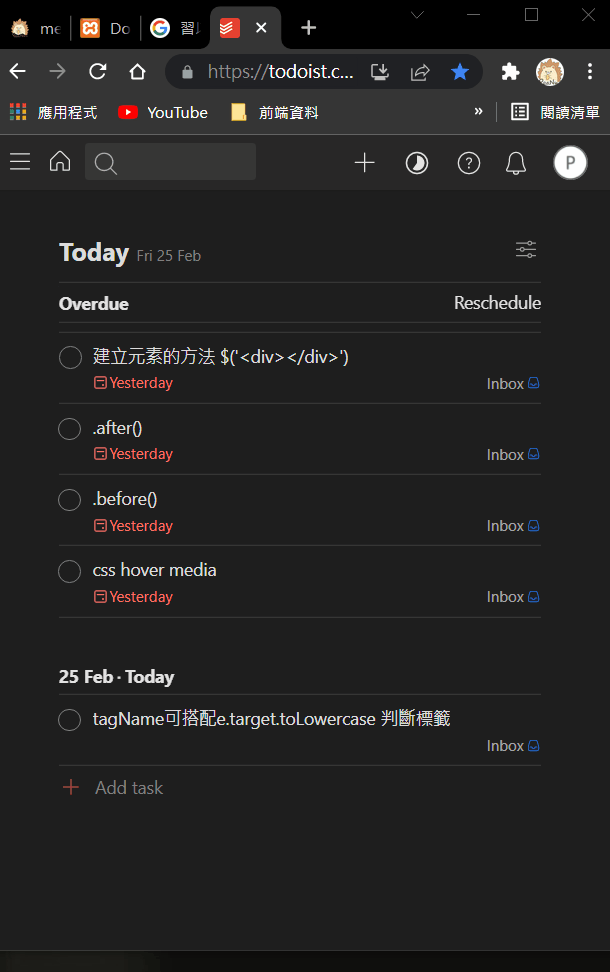 me
Do
習
https://todoist.c...
應用程式
YouTube
前端資料
»
閱讀清單
P
Today Fri 25 Feb
Overdue
Reschedule
建立元素的方法 $('<div></div>')
Yesterday
Inbox
.after()
Yesterday
Inbox
.before()
Yesterday
Inbox
css hover media
Yesterday
Inbox
25 Feb · Today
tagName可搭配e.target.toLowercase 判斷標籤
Inbox
Add task